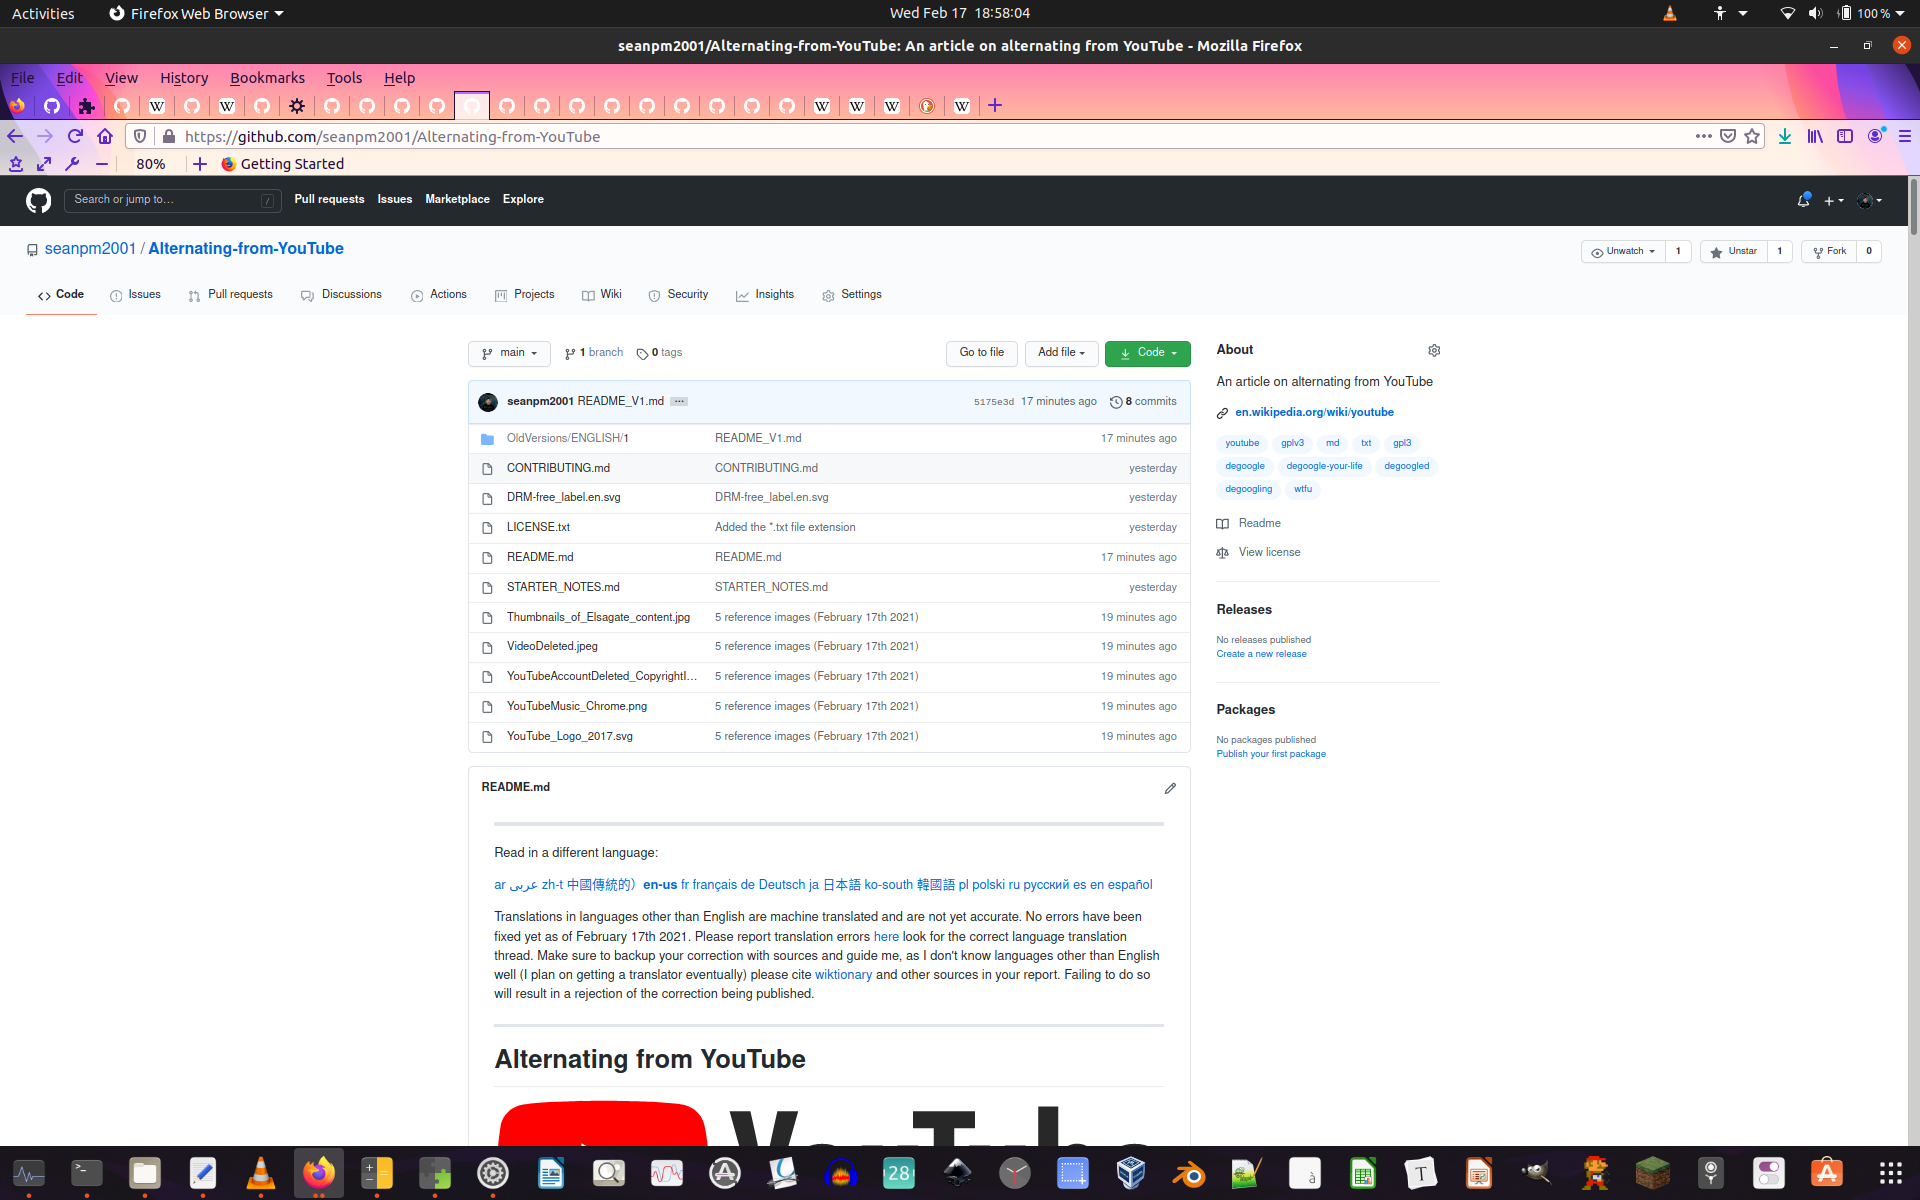 Activities
Firefox Web Browser
Wed Feb 17  18:58:04
100 %
seanpm2001/Alternating-from-YouTube: An article on alternating from YouTube - Mozilla Firefox
File Edit View History Bookmarks Tools Help
https://github.com/seanpm2001/Alternating-from-YouTube
80%
Getting Started
Search or jump to…
/
Pull requests Issues Marketplace Explore
seanpm2001 / Alternating-from-YouTube
Unwatch 1
Unstar 1
Fork 0
Code Issues Pull requests Discussions Actions Projects Wiki Security Insights Settings
main
1 branch
0 tags
Go to file
Add file
Code
seanpm2001 README_V1.md ...
5175e3d 17 minutes ago
8 commits
OldVersions/ENGLISH/1 README_V1.md 17 minutes ago
CONTRIBUTING.md CONTRIBUTING.md yesterday
DRM-free_label.en.svg DRM-free_label.en.svg yesterday
LICENSE.txt Added the *.txt file extension yesterday
README.md README.md 17 minutes ago
STARTER_NOTES.md STARTER_NOTES.md yesterday
Thumbnails_of_Elsagate_content.jpg 5 reference images (February 17th 2021) 19 minutes ago
VideoDeleted.jpeg 5 reference images (February 17th 2021) 19 minutes ago
YouTubeAccountDeleted_CopyrightI… 5 reference images (February 17th 2021) 19 minutes ago
YouTubeMusic_Chrome.png 5 reference images (February 17th 2021) 19 minutes ago
YouTube_Logo_2017.svg 5 reference images (February 17th 2021) 19 minutes ago
About
An article on alternating from YouTube
en.wikipedia.org/wiki/youtube
youtube gplv3 md txt gpl3
degoogle degoogle-your-life degoogled
degoogling wtfu
Readme
View license
Releases
No releases published
Create a new release
Packages
No packages published
Publish your first package
README.md
Read in a different language:
ar عربى zh-t 中國傳統的）en-us fr français de Deutsch ja 日本語 ko-south 韓國語 pl polski ru русский es en español
Translations in languages other than English are machine translated and are not yet accurate. No errors have been
fixed yet as of February 17th 2021. Please report translation errors here look for the correct language translation
thread. Make sure to backup your correction with sources and guide me, as I don't know languages other than English
well (I plan on getting a translator eventually) please cite wiktionary and other sources in your report. Failing to do so
will result in a rejection of the correction being published.
Alternating from YouTube
YouTube
28